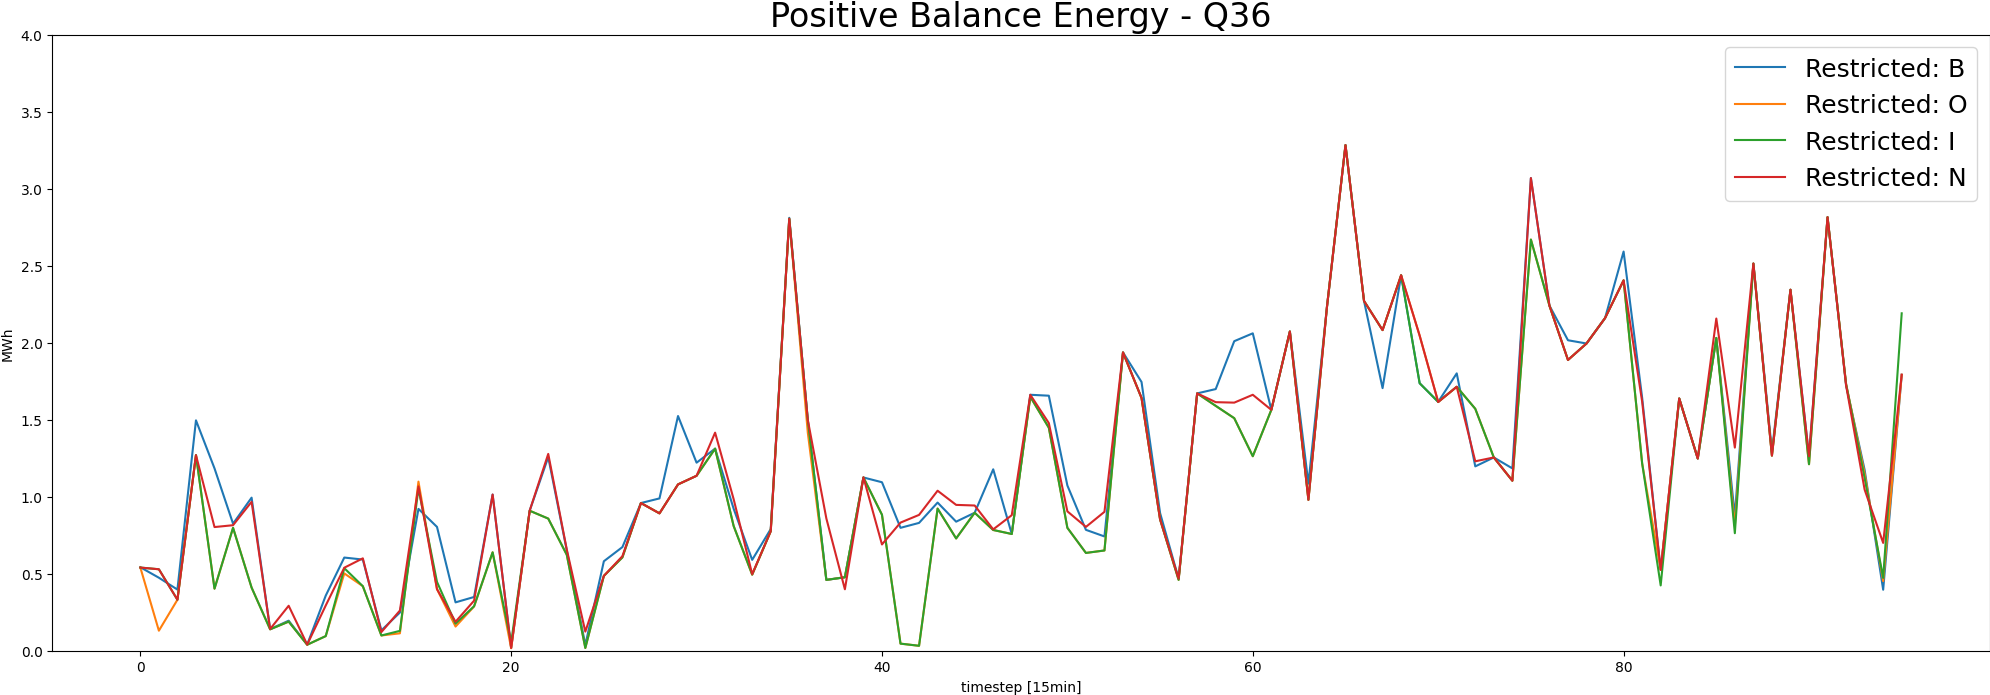 Positive Balance Energy - Q36
4.0
3.5
3.0
2.5
2.0
1.5
1.0
0.5
0.0
MWh
Restricted: B
Restricted: O
Restricted: I
Restricted: N
0
20
40
60
80
timestep [15min]